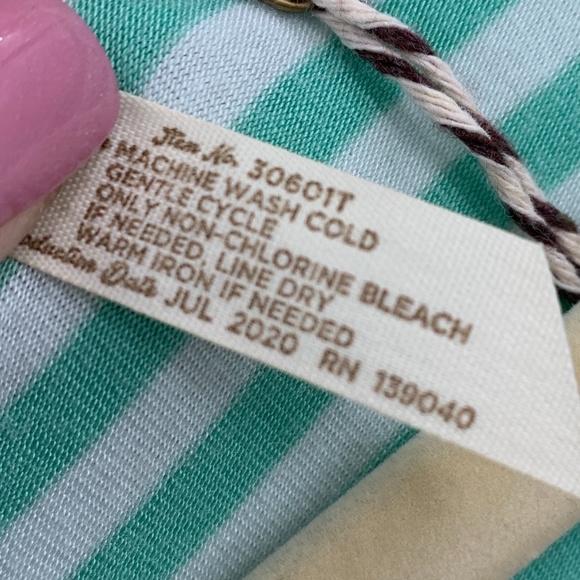 Item No. 30601T
MACHINE WASH COLD
GENTLE CYCLE
ONLY NON-CHLORINE BLEACH
IF NEEDED, LINE DRY
WARM IRON IF NEEDED
Date JUL 2020 RN 139040